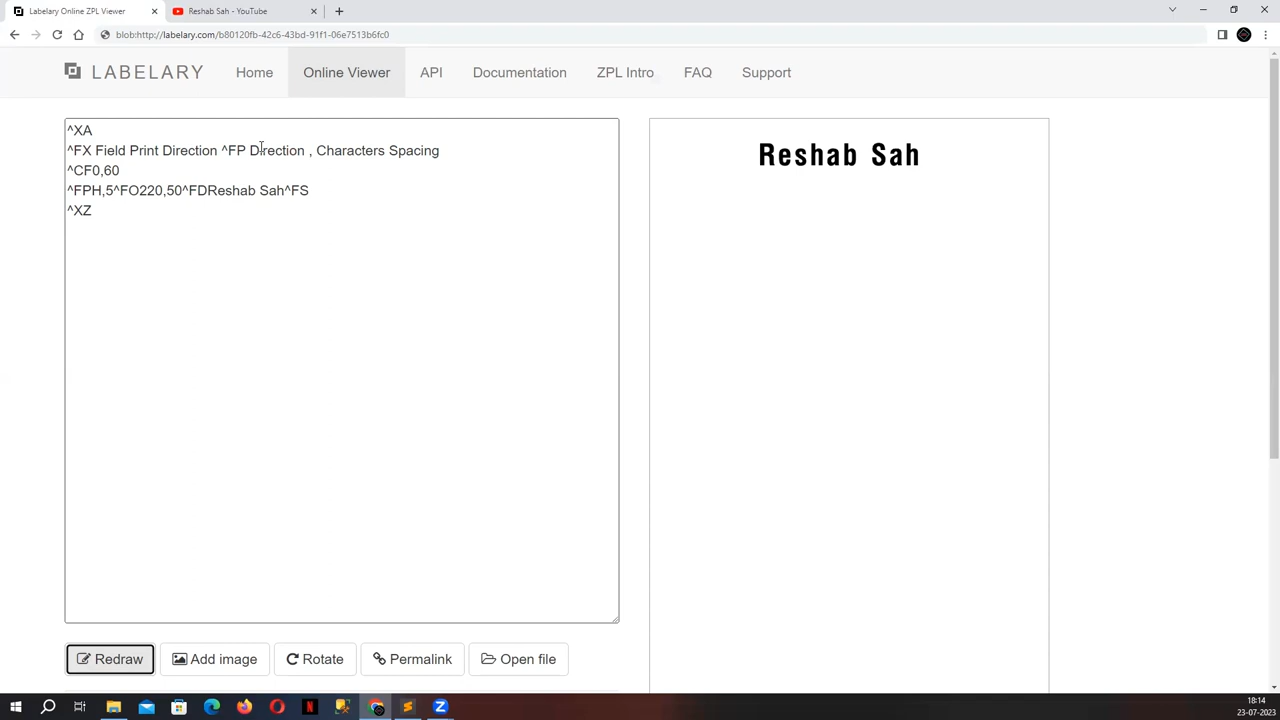 Labelary Online ZPL Viewer
Reshab Sah - YouTube
blob:http://labelary.com/b80120fb-42c6-43bd-91f1-06e7513b6fc0
LABELARY
Home
Online Viewer
API
Documentation
ZPL Intro
FAQ
Support
^XA
^FX Field Print Direction ^FP Direction , Characters Spacing
^CF0,60
^FPH,5^FO220,50^FDReshab Sah^FS
^XZ
Reshab Sah
Redraw
Add image
Rotate
Permalink
Open file
18:14
23-07-2023